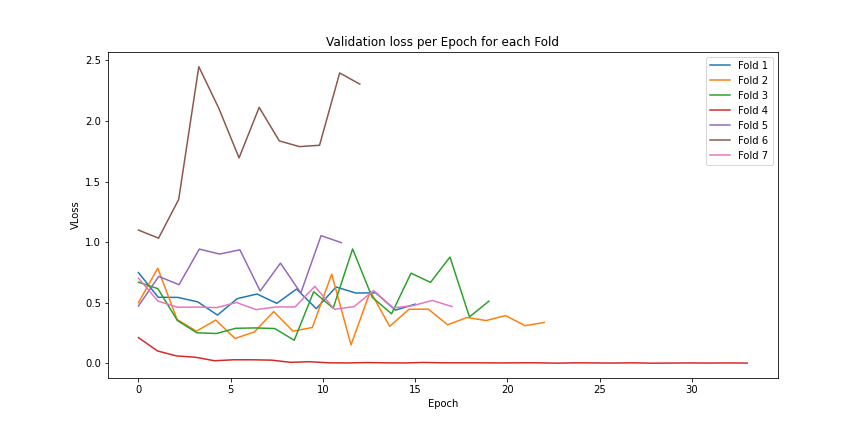 Validation loss per Epoch for each Fold
2.5
2.0
1.5
1.0
0.5
0.0
VLoss
0 5 10 15 20 25 30
Epoch
Fold 1
Fold 2
Fold 3
Fold 4
Fold 5
Fold 6
Fold 7